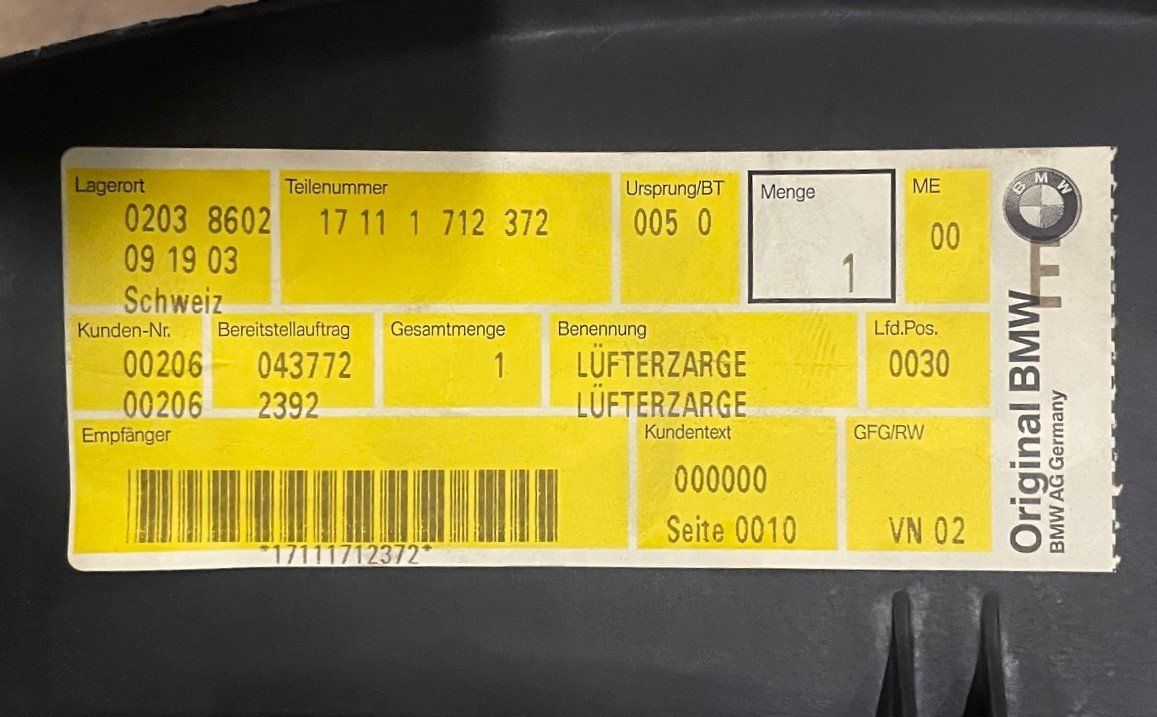 Lagerort
0203 8602
09 19 03
Schweiz
Teilenummer
17 11 1 712 372
Ursprung/BT
005 0
Menge
1
ME
00
Kunden-Nr.
00206
00206
Bereitstellauftrag
043772
2392
Gesamtmenge
1
Benennung
LÜFTERZARGE
LÜFTERZARGE
Lfd.Pos.
0030
Empfänger
*17111712372*
Kundentext
000000
Seite 0010
GFG/RW
VN 02
BMW
E
Original BMW
BMW AG Germany